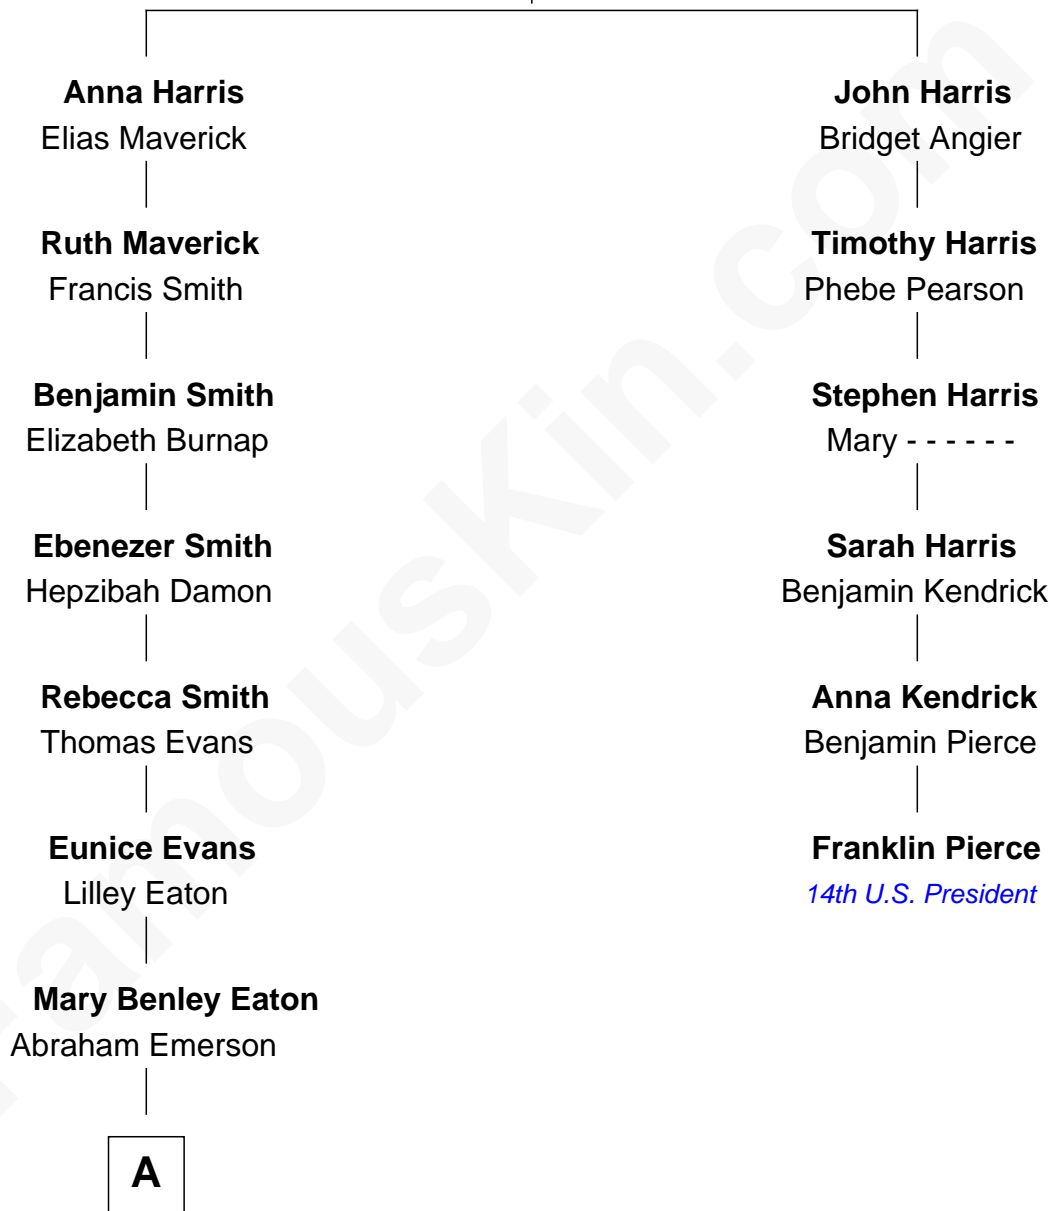 Anna Harris
Elias Maverick
John Harris
Bridget Angier
Ruth Maverick
Francis Smith
Timothy Harris
Phebe Pearson
Benjamin Smith
Elizabeth Burnap
Stephen Harris
Mary - - - - - -
Ebenezer Smith
Hepzibah Damon
Sarah Harris
Benjamin Kendrick
Rebecca Smith
Thomas Evans
Anna Kendrick
Benjamin Pierce
Eunice Evans
Lilley Eaton
Franklin Pierce
14th U.S. President
Mary Benley Eaton
Abraham Emerson
A
FamousKin.com